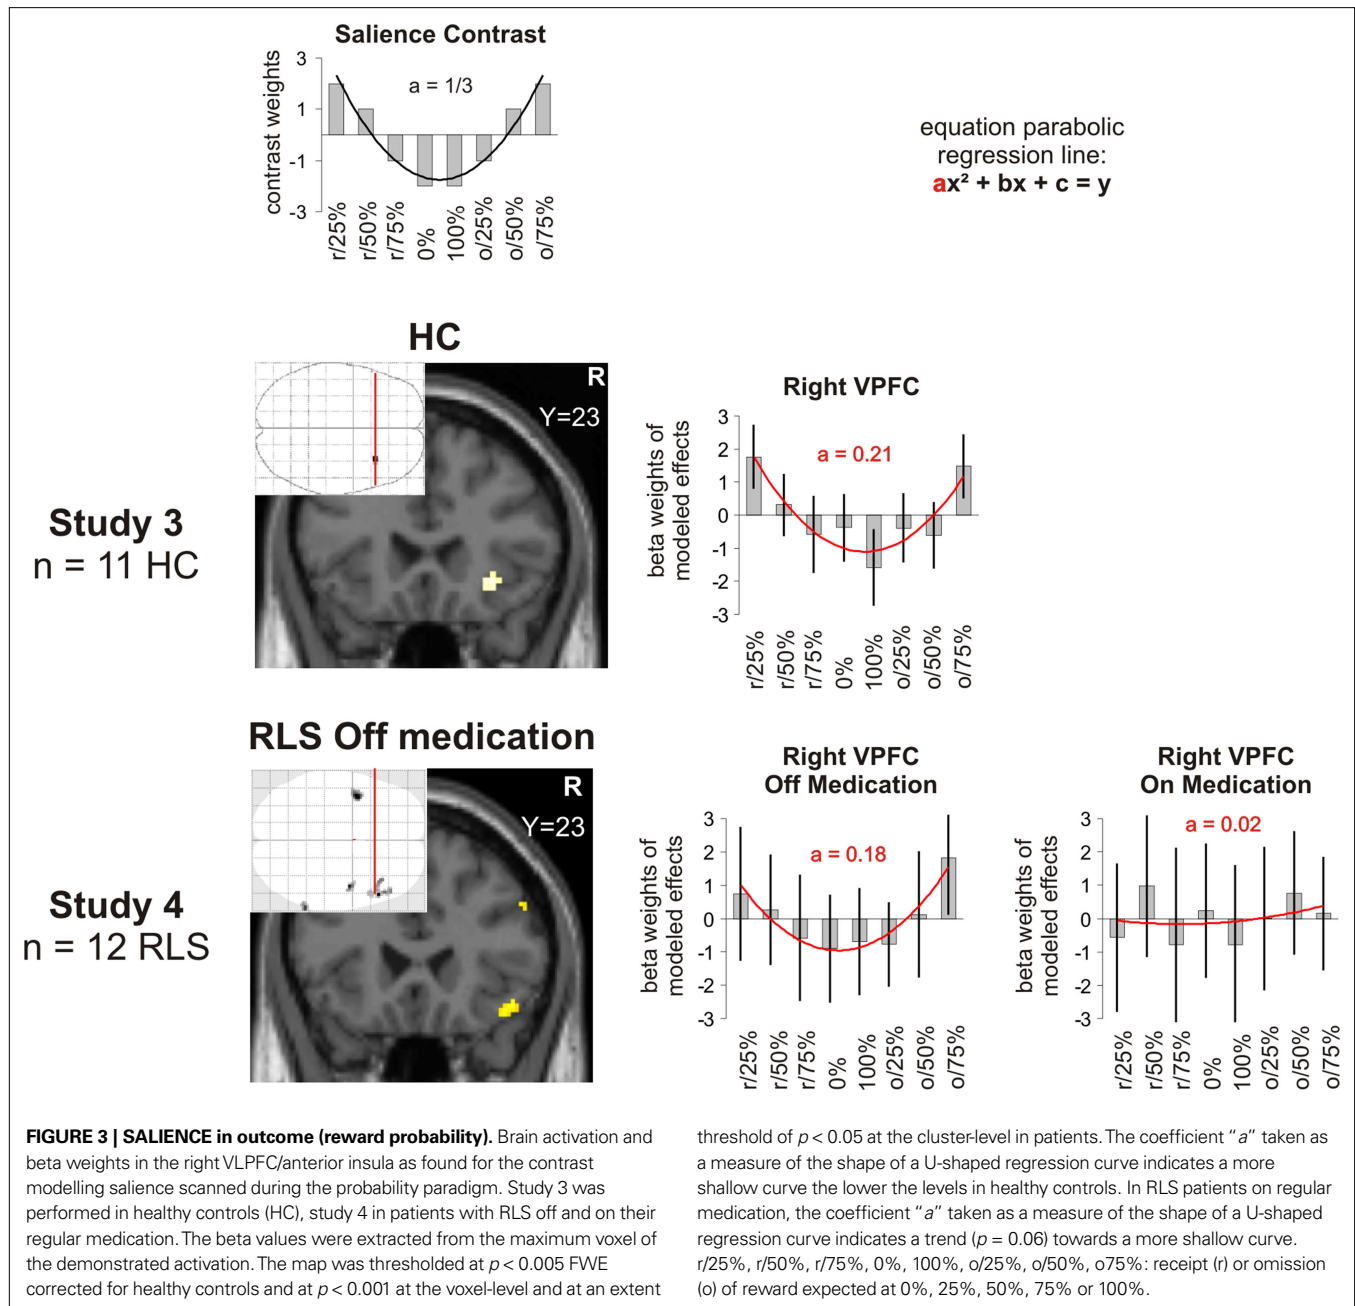 Salience Contrast
contrast weights
3
1
-1
-3
a = 1/3
r/25%
r/50%
r/75%
0%
100%
o/25%
o/50%
o/75%
equation parabolic
regression line:
ax² + bx + c = y
HC
R
Y=23
Study 3
n = 11 HC
Right VPFC
beta weights of
modeled effects
3
2
1
0
-1
-2
-3
a = 0.21
r/25%
r/50%
r/75%
0%
100%
o/25%
o/50%
o/75%
RLS Off medication
R
Y=23
Study 4
n = 12 RLS
Right VPFC
Off Medication
beta weights of
modeled effects
3
2
1
0
-1
-2
-3
a = 0.18
r/25%
r/50%
r/75%
0%
100%
o/25%
o/50%
o/75%
Right VPFC
On Medication
beta weights of
modeled effects
3
2
1
0
-1
-2
-3
a = 0.02
r/25%
r/50%
r/75%
0%
100%
o/25%
o/50%
o/75%
FIGURE 3 | SALIENCE in outcome (reward probability). Brain activation and
beta weights in the right VLPFC/anterior insula as found for the contrast
modelling salience scanned during the probability paradigm. Study 3 was
performed in healthy controls (HC), study 4 in patients with RLS off and on their
regular medication. The beta values were extracted from the maximum voxel of
the demonstrated activation. The map was thresholded at p < 0.005 FWE
corrected for healthy controls and at p < 0.001 at the voxel-level and at an extent
threshold of p < 0.05 at the cluster-level in patients. The coefficient "a" taken as
a measure of the shape of a U-shaped regression curve indicates a more
shallow curve the lower the levels in healthy controls. In RLS patients on regular
medication, the coefficient "a" taken as a measure of the shape of a U-shaped
regression curve indicates a trend (p = 0.06) towards a more shallow curve.
r/25%, r/50%, r/75%, 0%, 100%, o/25%, o/50%, o75%: receipt (r) or omission
(o) of reward expected at 0%, 25%, 50%, 75% or 100%.